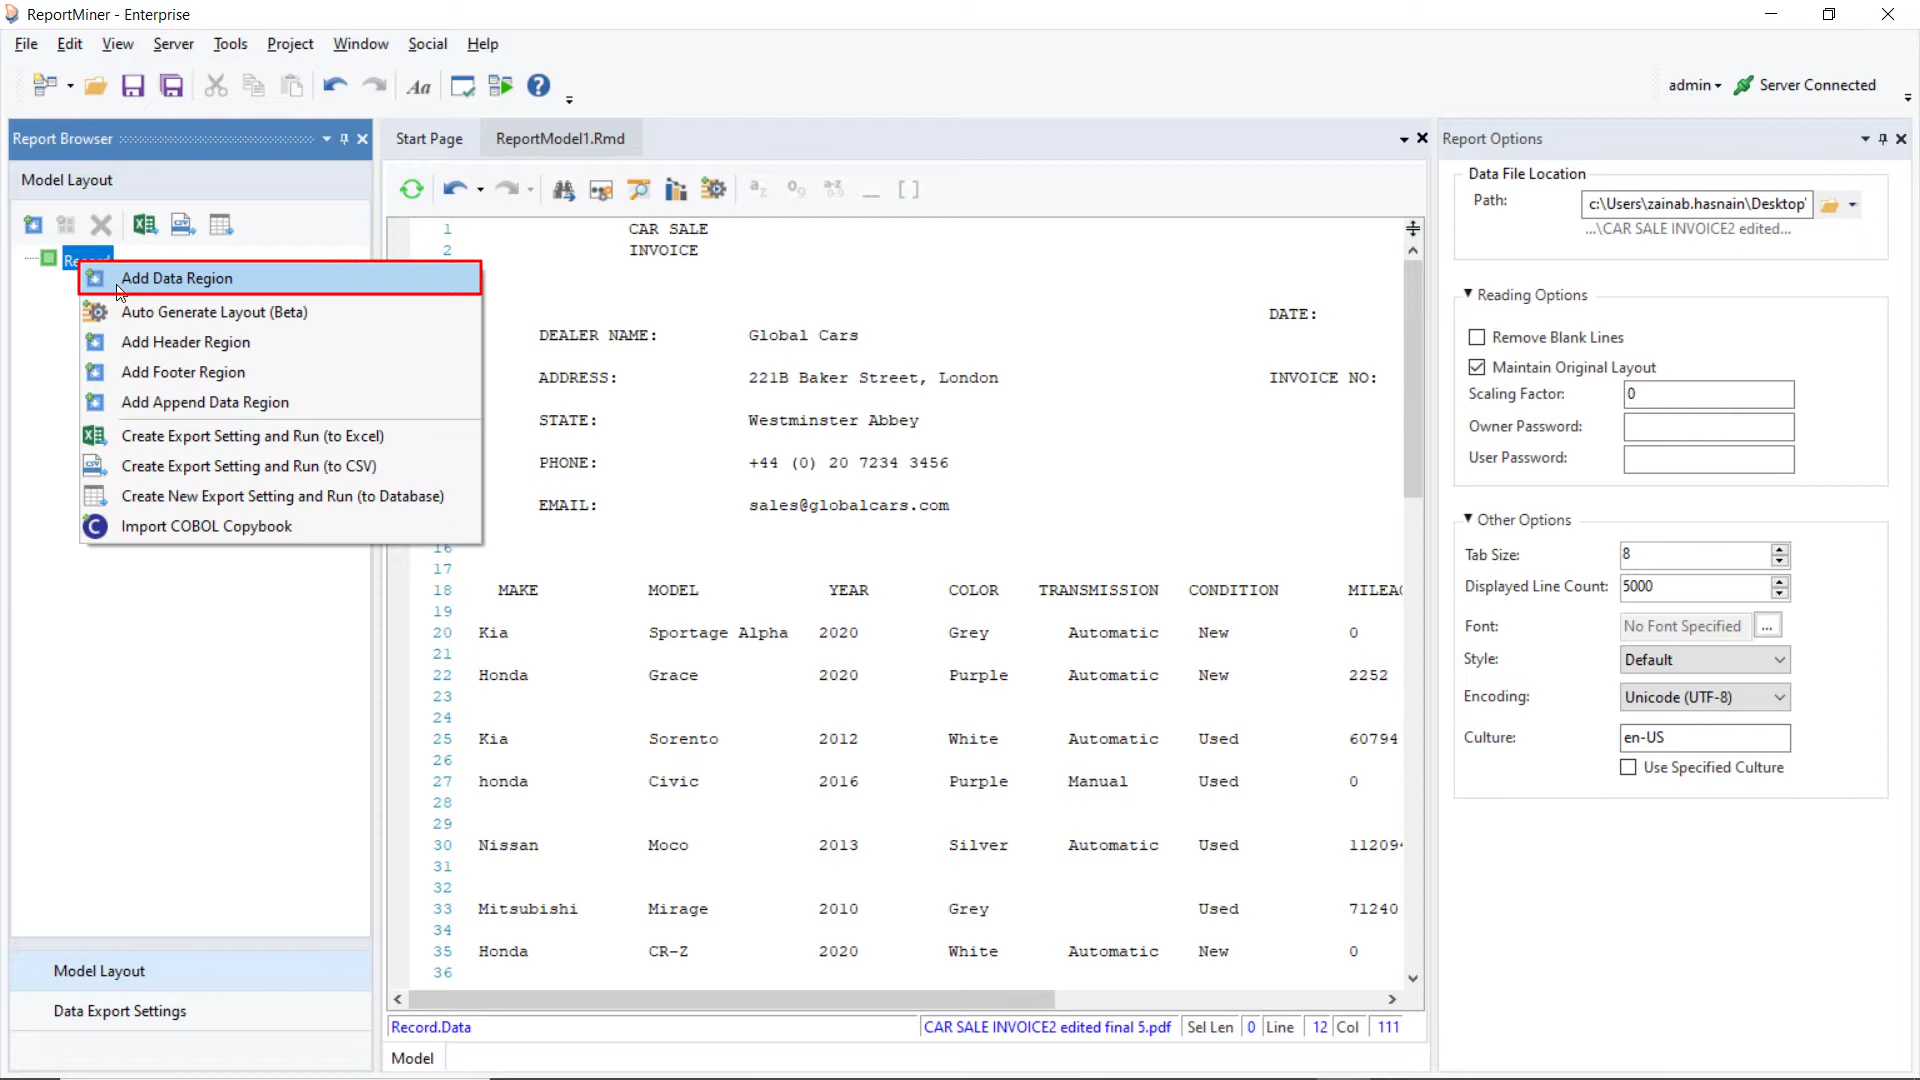 ReportMiner - Enterprise
File Edit View Server Tools Project Window Social Help
Aa
admin Server Connected
Report Browser
Model Layout
Record
Add Data Region
Auto Generate Layout (Beta)
Add Header Region
Add Footer Region
Add Append Data Region
Create Export Setting and Run (to Excel)
Create Export Setting and Run (to CSV)
Create New Export Setting and Run (to Database)
Import COBOL Copybook
Model Layout
Data Export Settings
Start Page ReportModel1.Rmd
1 CAR SALE
2 INVOICE
DATE:
DEALER NAME: Global Cars
ADDRESS: 221B Baker Street, London INVOICE NO:
STATE: Westminster Abbey
PHONE: +44 (0) 20 7234 3456
EMAIL: sales@globalcars.com
16
17
18 MAKE MODEL YEAR COLOR TRANSMISSION CONDITION
19
20 Kia Sportage Alpha 2020 Grey Automatic New 0
21
22 Honda Grace 2020 Purple Automatic New 2252
23
24
25 Kia Sorento 2012 White Automatic Used 60794
26
27 honda Civic 2016 Purple Manual Used 0
28
29
30 Nissan Moco 2013 Silver Automatic Used 11209
31
32
33 Mitsubishi Mirage 2010 Grey Used 71240
34
35 Honda CR-Z 2020 White Automatic New 0
36
Record.Data CAR SALE INVOICE2 edited final 5.pdf Sel Len 0 Line 12 Col 111
Model
Report Options
Data File Location
Path: c:\Users\zainab.hasnain\Desktop
...\CAR SALE INVOICE2 edited...
Reading Options
Remove Blank Lines
Maintain Original Layout
Scaling Factor: 0
Owner Password:
User Password:
Other Options
Tab Size: 8
Displayed Line Count: 5000
Font: No Font Specified ...
Style: Default
Encoding: Unicode (UTF-8)
Culture: en-US
Use Specified Culture